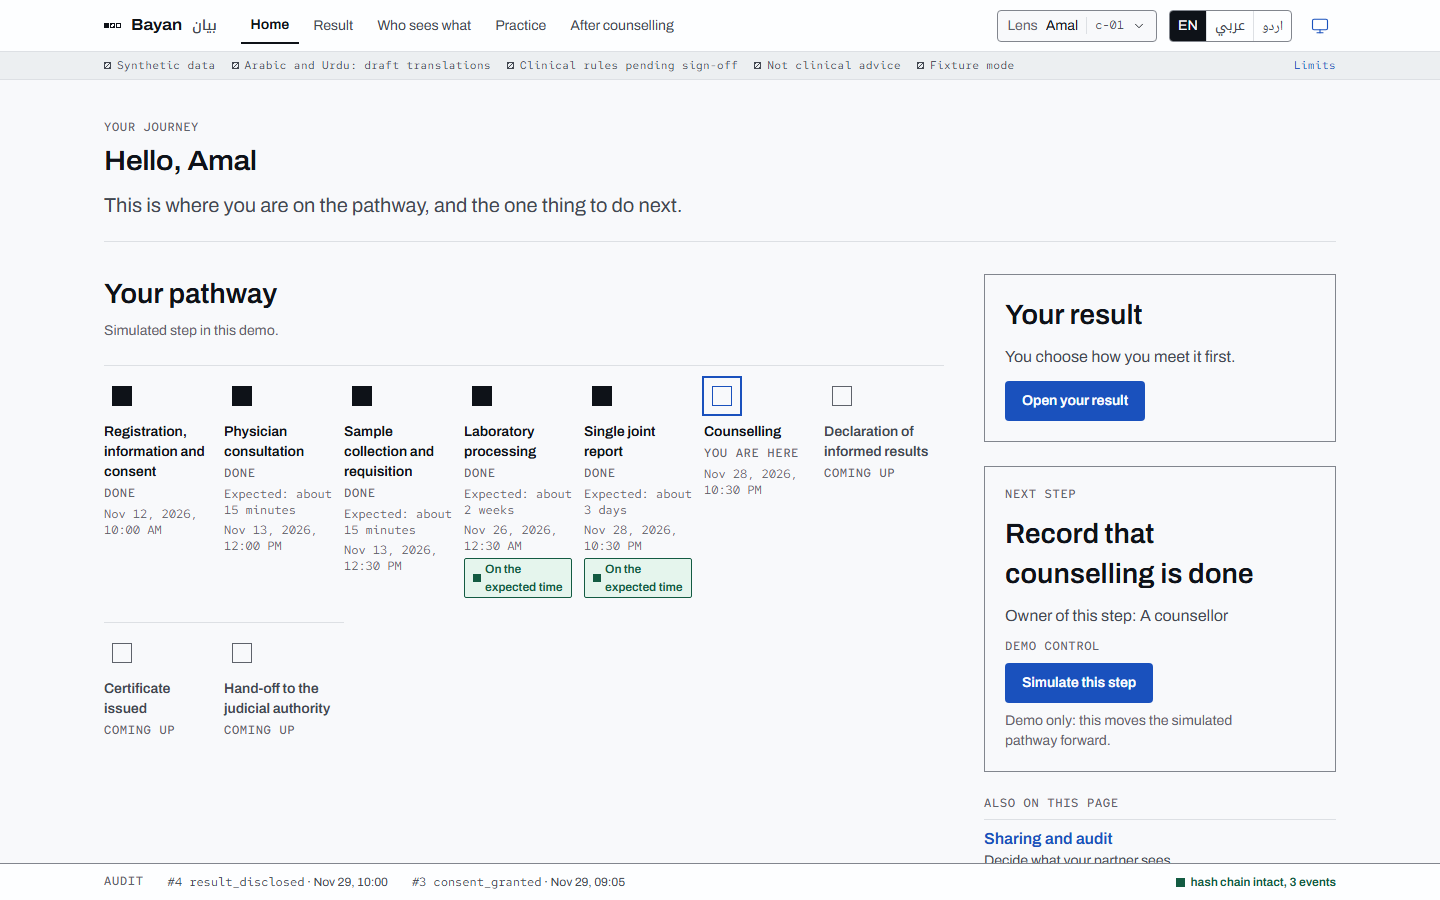 Bayan بيان Home Result Who sees what Practice After counselling Lens Amal c-01 EN عربي اردو
Synthetic data Arabic and Urdu: draft translations Clinical rules pending sign-off Not clinical advice Fixture mode Limits
YOUR JOURNEY
Hello, Amal
This is where you are on the pathway, and the one thing to do next.
Your pathway
Simulated step in this demo.
Registration,
information and
consent
DONE
Nov 12, 2026,
10:00 AM
Physician
consultation
DONE
Expected: about
15 minutes
Nov 13, 2026,
12:00 PM
Sample
collection and
requisition
DONE
Expected: about
15 minutes
Nov 13, 2026,
12:30 PM
Laboratory
processing
DONE
Expected: about
2 weeks
Nov 26, 2026,
12:30 AM
On the
expected time
Single joint
report
DONE
Expected: about
3 days
Nov 28, 2026,
10:30 PM
On the
expected time
Counselling
YOU ARE HERE
Nov 28, 2026,
10:30 PM
Declaration of
informed results
COMING UP
Certificate
issued
COMING UP
Hand-off to the
judicial authority
COMING UP
Your result
You choose how you meet it first.
Open your result
NEXT STEP
Record that
counselling is done
Owner of this step: A counsellor
DEMO CONTROL
Simulate this step
Demo only: this moves the simulated
pathway forward.
ALSO ON THIS PAGE
Sharing and audit
Decide what your partner sees
AUDIT #4 result_disclosed · Nov 29, 10:00 #3 consent_granted · Nov 29, 09:05 hash chain intact, 3 events